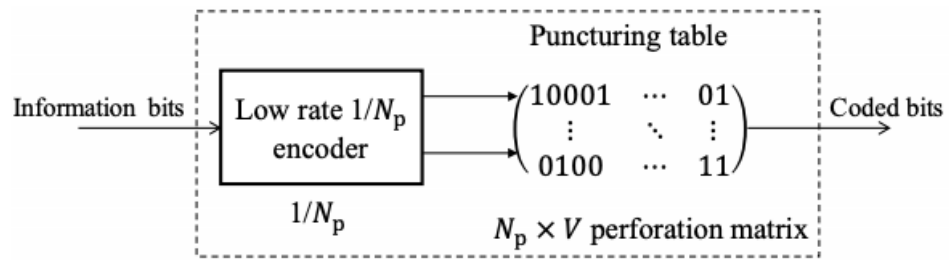 Puncturing table
Information bits
Low rate 1/Nₚ
encoder
10001 ⋯ 01
⋮ ⋱ ⋮
0100 ⋯ 11
Coded bits
1/Nₚ
Nₚ × V perforation matrix